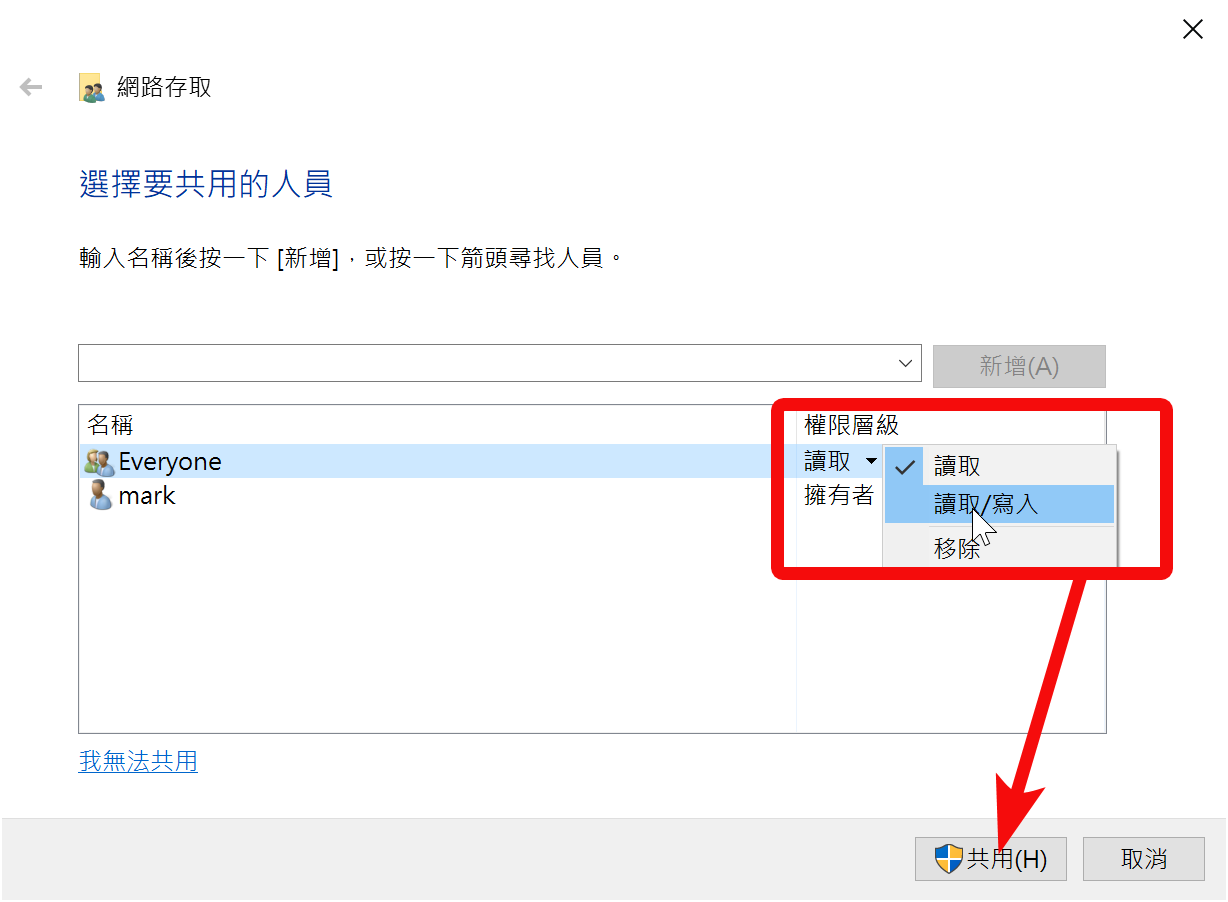 網路存取
選擇要共用的人員
輸入名稱後按一下 [新增]，或按一下箭頭尋找人員。
新增(A)
名稱
權限層級
Everyone
讀取
讀取
mark
擁有者
讀取/寫入
移除
我無法共用
共用(H)
取消